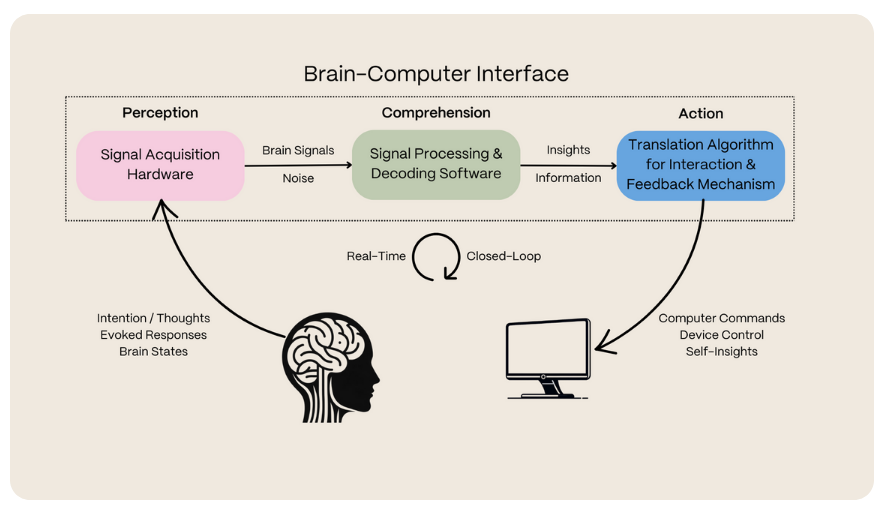 Brain–Computer Interface
Perception
Comprehension
Action
Signal Acquisition
Hardware
Brain Signals
Noise
Signal Processing &
Decoding Software
Insights
Information
Translation Algorithm
for Interaction &
Feedback Mechanism
Real-Time
Closed-Loop
Intention / Thoughts
Evoked Responses
Brain States
Computer Commands
Device Control
Self-Insights